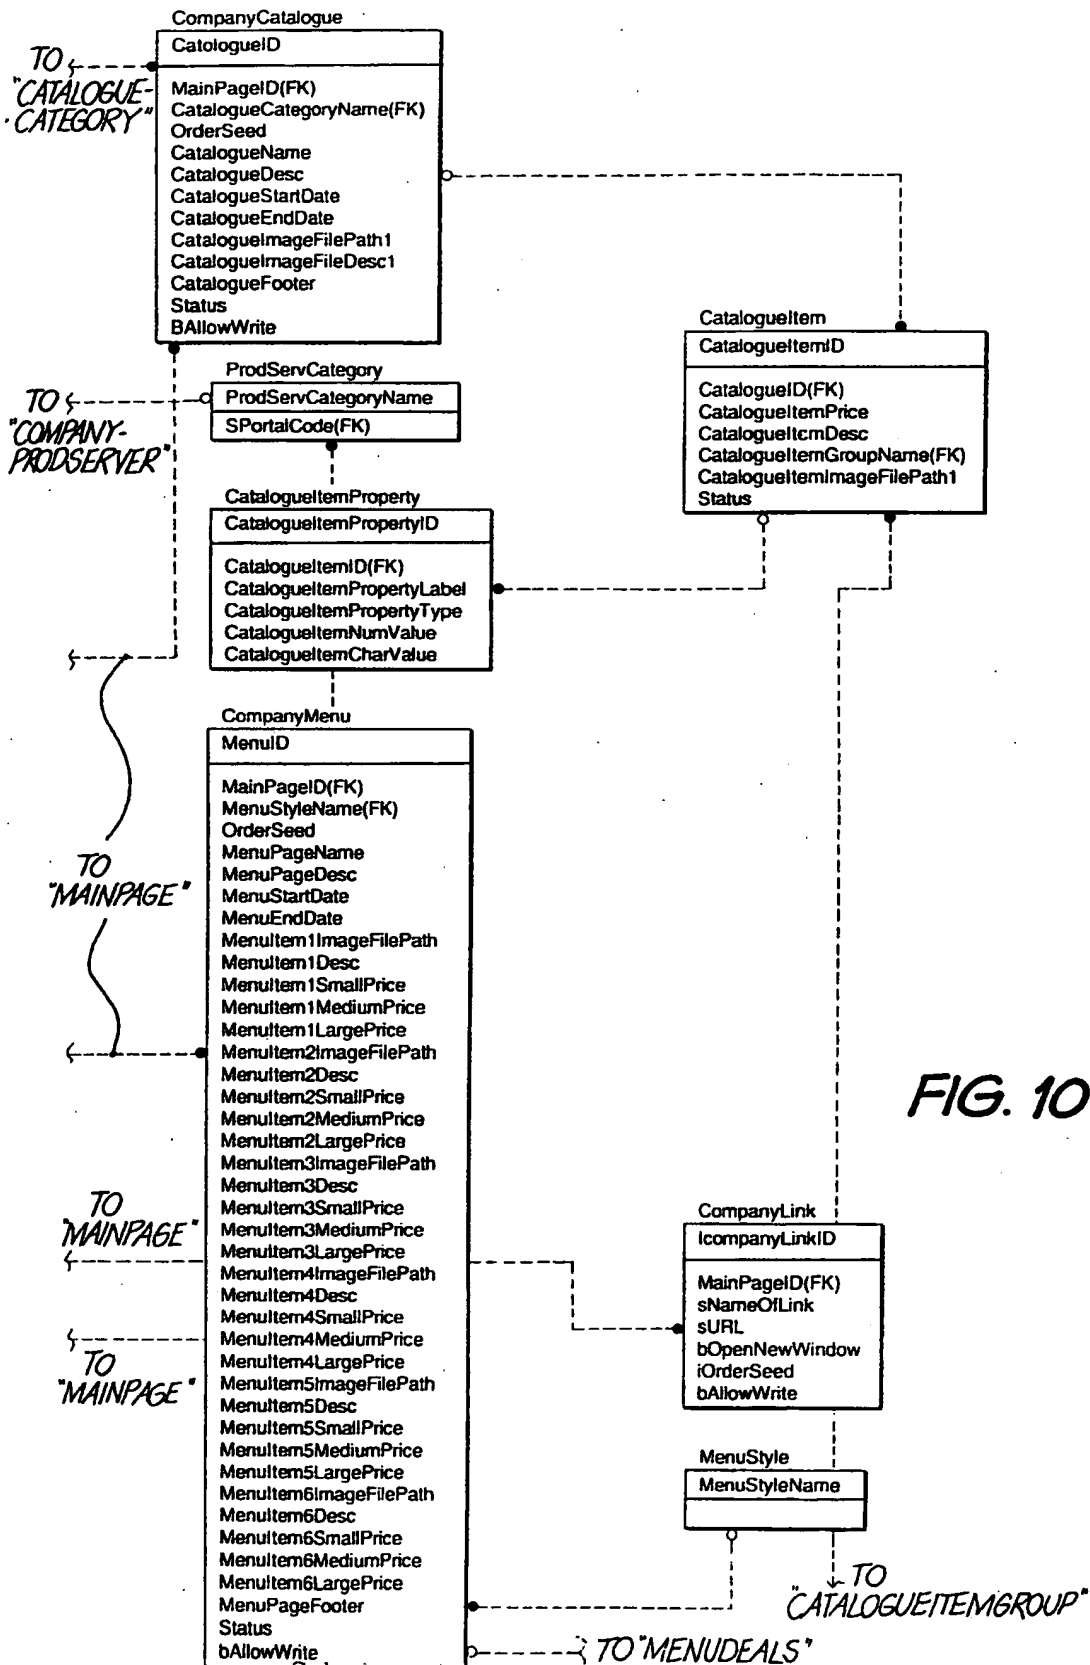 CompanyCatalogue
CatologueID
MainPageID(FK)
CatalogueCategoryName(FK)
OrderSeed
CatalogueName
CatalogueDesc
CatalogueStartDate
CatalogueEndDate
CatalogueImageFilePath1
CatalogueImageFileDesc1
CatalogueFooter
Status
BAllowWrite
TO
"CATALOGUE-
CATEGORY"
ProdServCategory
ProdServCategoryName
SPortalCode(FK)
TO
"COMPANY-
PRODSERVER"
CatalogueItem
CatalogueItemID
CatalogueID(FK)
CatalogueItemPrice
CatalogueItemDesc
CatalogueItemGroupName(FK)
CatalogueItemImageFilePath1
Status
CatalogueItemProperty
CatalogueItemPropertyID
CatalogueItemID(FK)
CatalogueItemPropertyLabel
CatalogueItemPropertyType
CatalogueItemNumValue
CatalogueItemCharValue
TO
"MAINPAGE"
CompanyMenu
MenuID
MainPageID(FK)
MenuStyleName(FK)
OrderSeed
MenuPageName
MenuPageDesc
MenuStartDate
MenuEndDate
MenuItem1ImageFilePath
MenuItem1Desc
MenuItem1SmallPrice
MenuItem1MediumPrice
MenuItem1LargePrice
MenuItem2ImageFilePath
MenuItem2Desc
MenuItem2SmallPrice
MenuItem2MediumPrice
MenuItem2LargePrice
MenuItem3ImageFilePath
MenuItem3Desc
MenuItem3SmallPrice
MenuItem3MediumPrice
MenuItem3LargePrice
MenuItem4ImageFilePath
MenuItem4Desc
MenuItem4SmallPrice
MenuItem4MediumPrice
MenuItem4LargePrice
MenuItem5ImageFilePath
MenuItem5Desc
MenuItem5SmallPrice
MenuItem5MediumPrice
MenuItem5LargePrice
MenuItem6ImageFilePath
MenuItem6Desc
MenuItem6SmallPrice
MenuItem6MediumPrice
MenuItem6LargePrice
MenuPageFooter
Status
bAllowWrite
TO
"MAINPAGE"
TO
"MAINPAGE"
FIG. 10
CompanyLink
IcompanyLinkID
MainPageID(FK)
sNameOfLink
sURL
bOpenNewWindow
iOrderSeed
bAllowWrite
MenuStyle
MenuStyleName
TO
"CATALOGUEITEMGROUP"
TO "MENUDEALS"